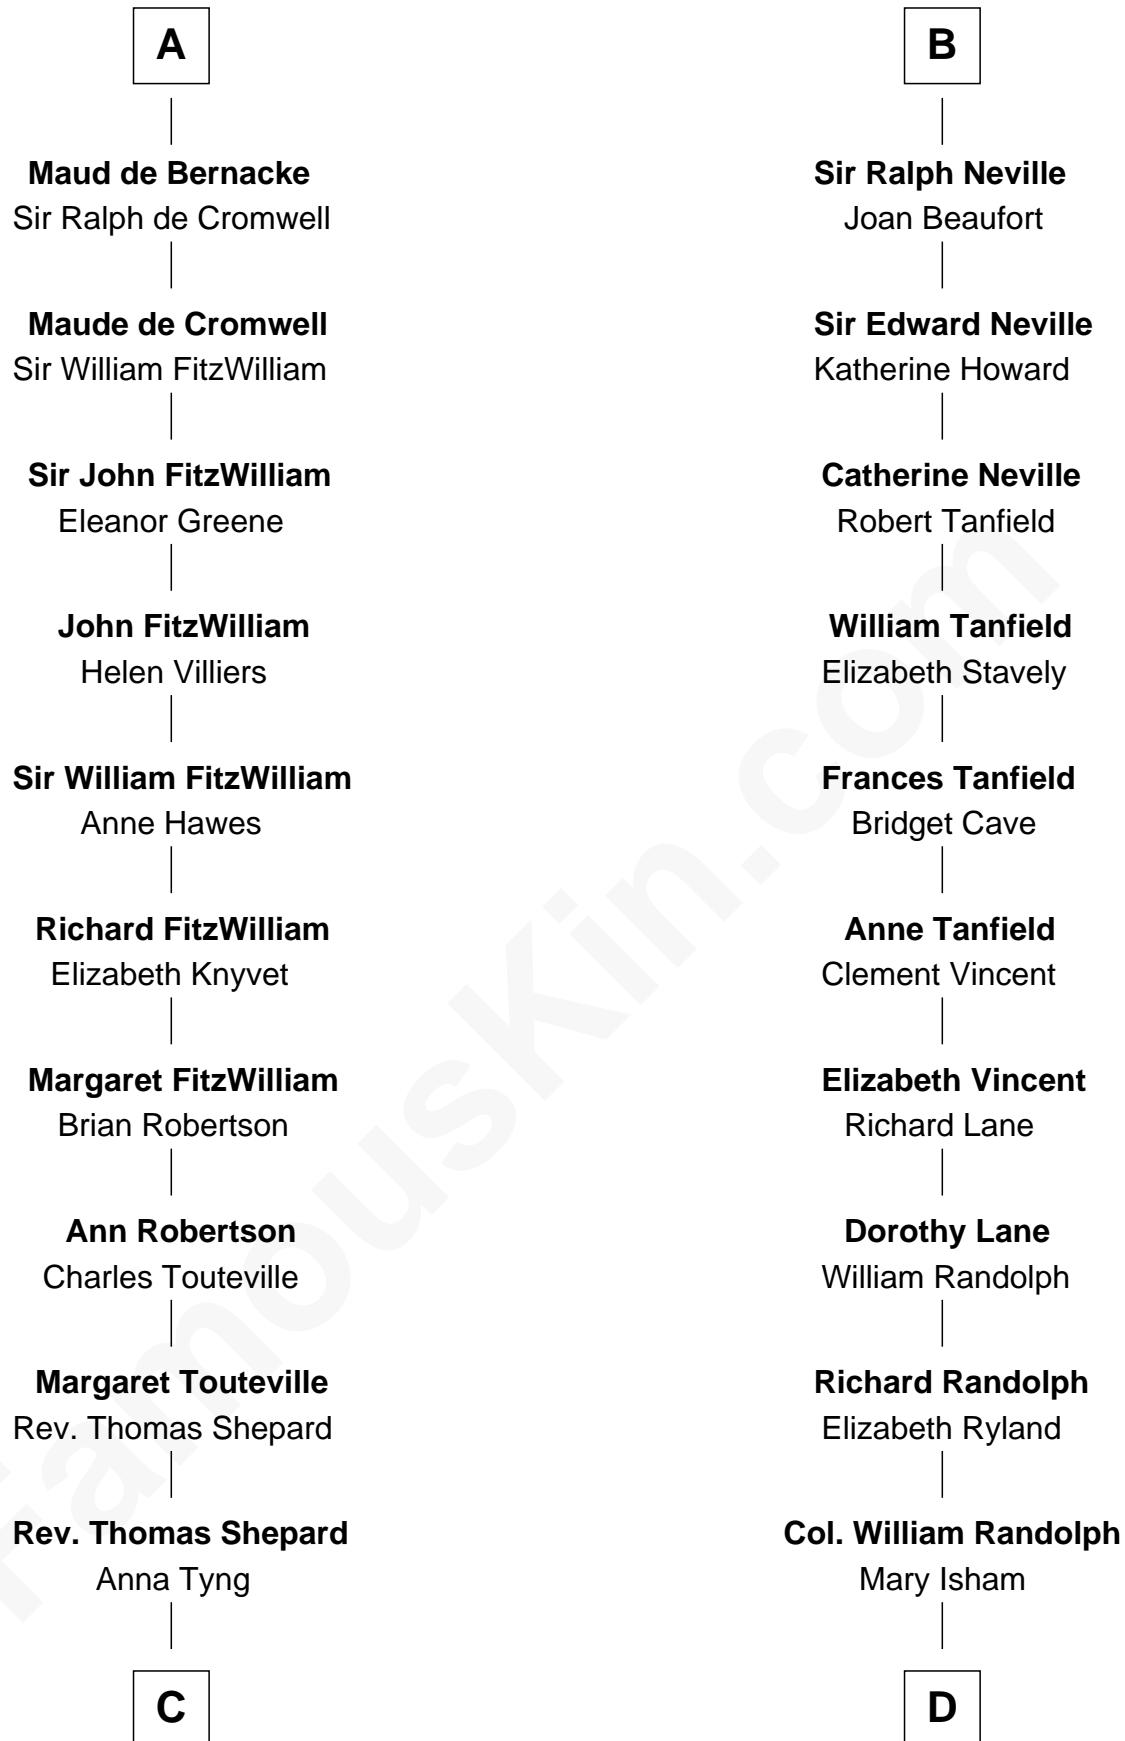 A
Maud de Bernacke
Sir Ralph de Cromwell
Maude de Cromwell
Sir William FitzWilliam
Sir John FitzWilliam
Eleanor Greene
John FitzWilliam
Helen Villiers
Sir William FitzWilliam
Anne Hawes
Richard FitzWilliam
Elizabeth Knyvet
Margaret FitzWilliam
Brian Robertson
Ann Robertson
Charles Touteville
Margaret Touteville
Rev. Thomas Shepard
Rev. Thomas Shepard
Anna Tyng
C
B
Sir Ralph Neville
Joan Beaufort
Sir Edward Neville
Katherine Howard
Catherine Neville
Robert Tanfield
William Tanfield
Elizabeth Stavely
Frances Tanfield
Bridget Cave
Anne Tanfield
Clement Vincent
Elizabeth Vincent
Richard Lane
Dorothy Lane
William Randolph
Richard Randolph
Elizabeth Ryland
Col. William Randolph
Mary Isham
D
FamousKin.com